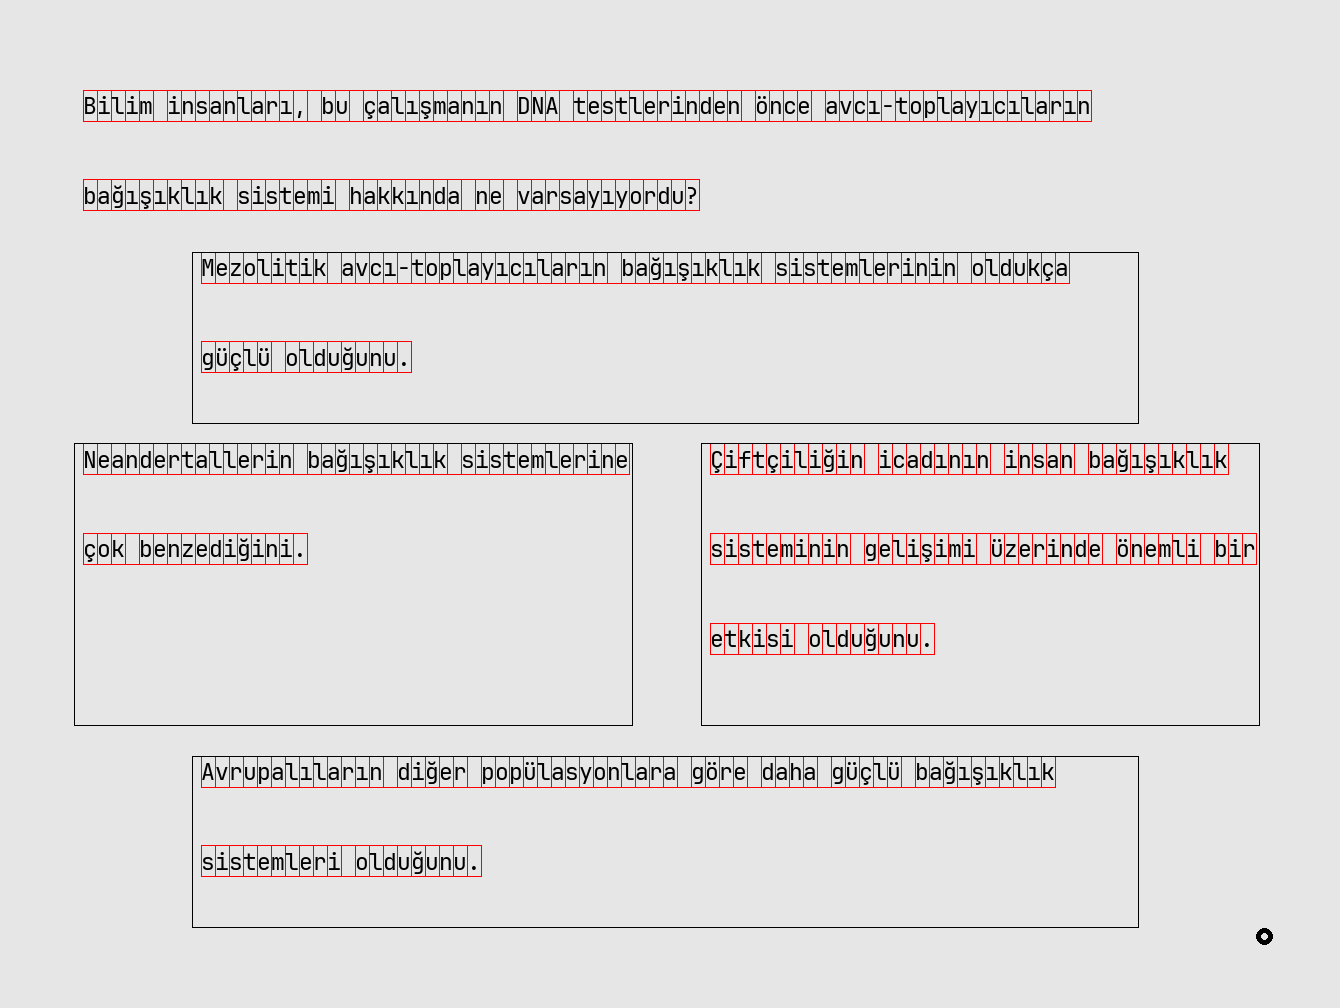 Bilim insanları, bu çalışmanın DNA testlerinden önce avcı-toplayıcıların
bağışıklık sistemi hakkında ne varsayıyordu?
Mezolitik avcı-toplayıcıların bağışıklık sistemlerinin oldukça
güçlü olduğunu.
Neandertallerin bağışıklık sistemlerine
çok benzediğini.
Çiftçiliğin icadının insan bağışıklık
sisteminin gelişimi üzerinde önemli bir
etkisi olduğunu.
Avrupalıların diğer popülasyonlara göre daha güçlü bağışıklık
sistemleri olduğunu.